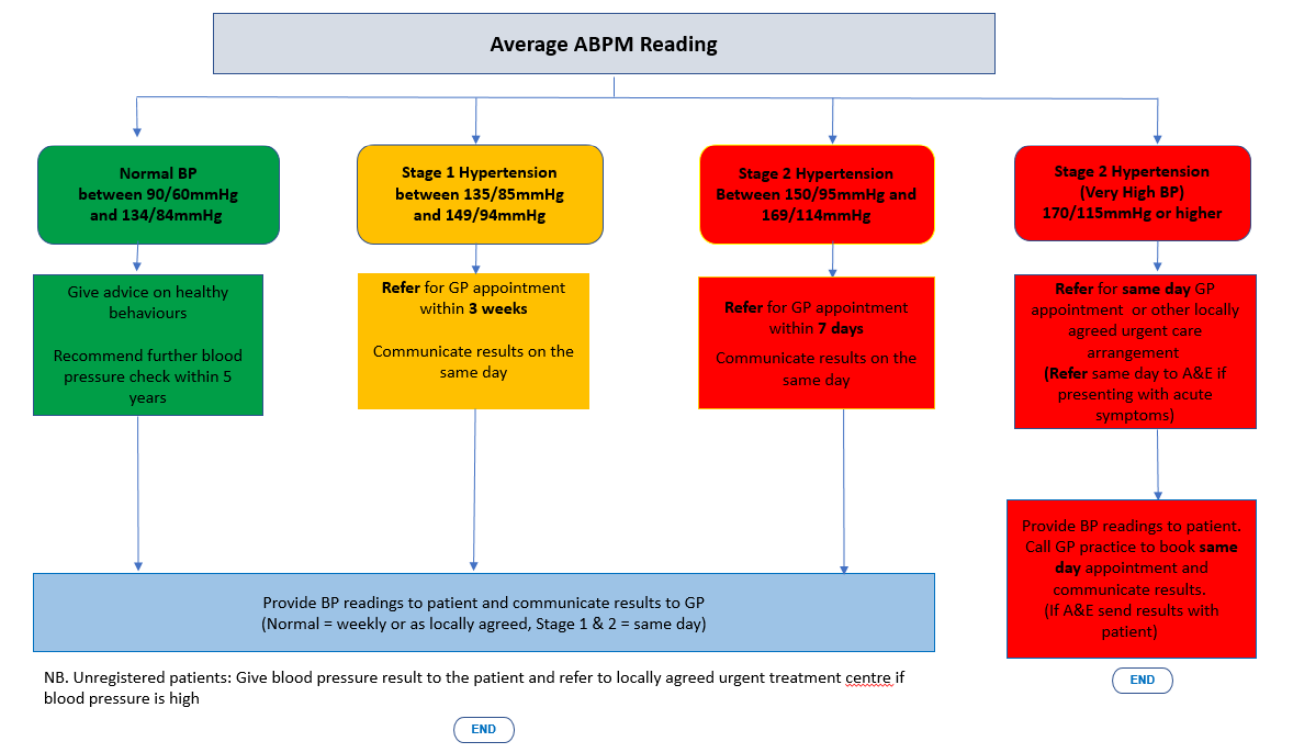 Average ABPM Reading
Normal BP
between 90/60mmHg
and 134/84mmHg
Stage 1 Hypertension
between 135/85mmHg
and 149/94mmHg
Stage 2 Hypertension
Between 150/95mmHg and
169/114mmHg
Stage 2 Hypertension
(Very High BP)
170/115mmHg or higher
Give advice on healthy
behaviours
Recommend further blood
pressure check within 5
years
Refer for GP appointment
within 3 weeks
Communicate results on the
same day
Refer for GP appointment
within 7 days
Communicate results on the
same day
Refer for same day GP
appointment or other locally
agreed urgent care
arrangement
(Refer same day to A&E if
presenting with acute
symptoms)
Provide BP readings to patient and communicate results to GP
(Normal = weekly or as locally agreed, Stage 1 & 2 = same day)
Provide BP readings to patient.
Call GP practice to book same
day appointment and
communicate results.
(If A&E send results with
patient)
NB. Unregistered patients: Give blood pressure result to the patient and refer to locally agreed urgent treatment centre if
blood pressure is high
END
END